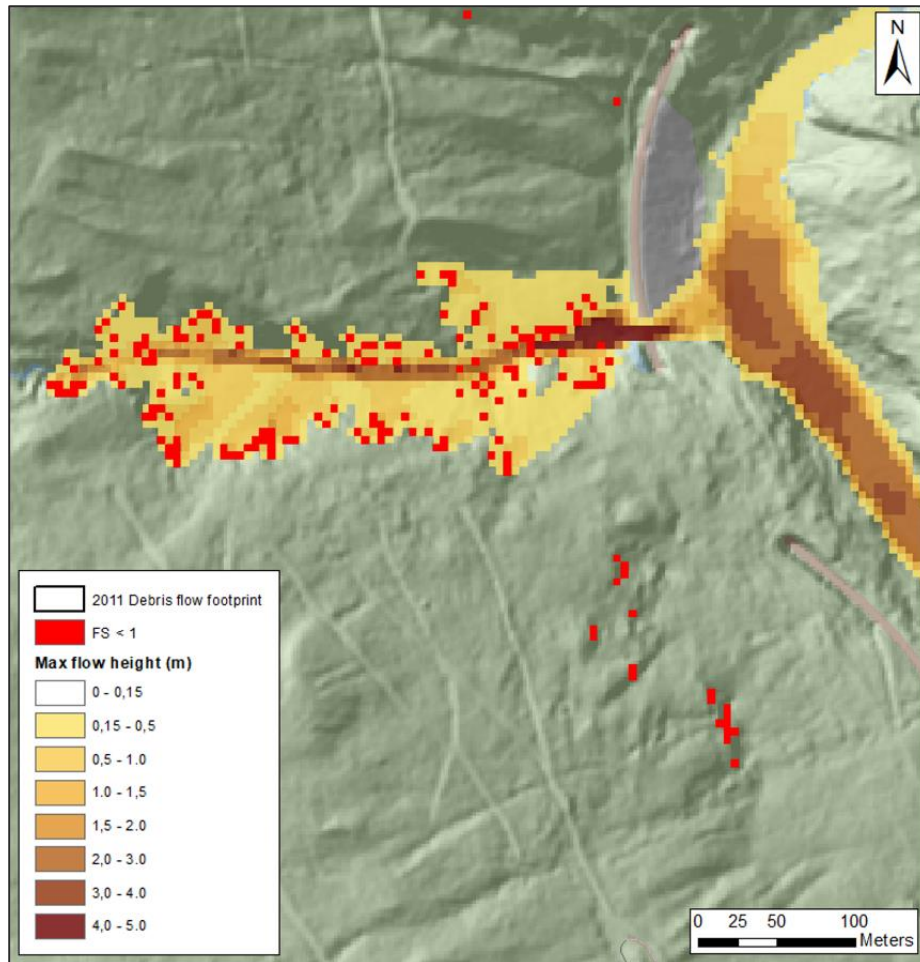 N
2011 Debris flow footprint
FS < 1
Max flow height (m)
0 - 0,15
0,15 - 0,5
0,5 - 1.0
1.0 - 1,5
1,5 - 2.0
2,0 - 3.0
3,0 - 4.0
4,0 - 5.0
0 25 50 100
Meters